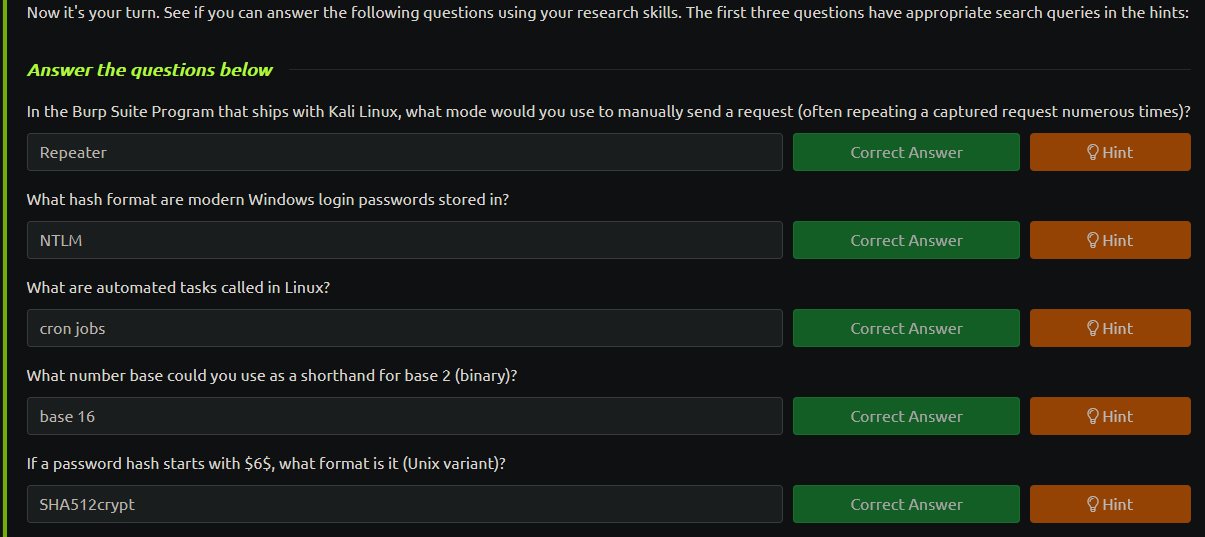 Now it's your turn. See if you can answer the following questions using your research skills. The first three questions have appropriate search queries in the hints:
Answer the questions below
In the Burp Suite Program that ships with Kali Linux, what mode would you use to manually send a request (often repeating a captured request numerous times)?
Repeater Correct Answer Hint
What hash format are modern Windows login passwords stored in?
NTLM Correct Answer Hint
What are automated tasks called in Linux?
cron jobs Correct Answer Hint
What number base could you use as a shorthand for base 2 (binary)?
base 16 Correct Answer Hint
If a password hash starts with $6$, what format is it (Unix variant)?
SHA512crypt Correct Answer Hint